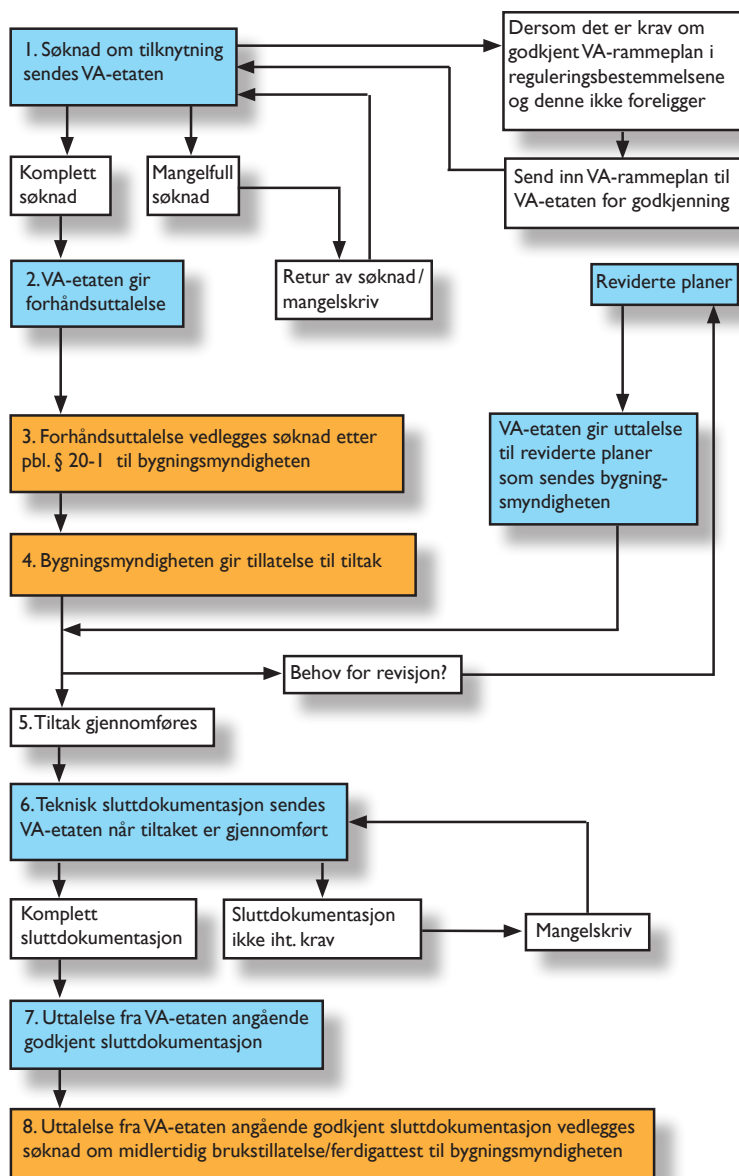 1. Søknad om tilknytning
sendes VA-etaten
Dersom det er krav om
godkjent VA-rammeplan i
reguleringsbestemmelsene
og denne ikke foreligger
Komplett
søknad
Mangelfull
søknad
Send inn VA-rammeplan til
VA-etaten for godkjenning
2. VA-etaten gir
forhåndsuttalelse
Retur av søknad/
mangelskriv
Reviderte planer
3. Forhåndsuttalelse vedlegges søknad etter
pbl. § 20-1 til bygningsmyndigheten
VA-etaten gir uttalelse
til reviderte planer
som sendes bygning-
smyndigheten
4. Bygningsmyndigheten gir tillatelse til tiltak
Behov for revisjon?
5. Tiltak gjennomføres
6. Teknisk sluttdokumentasjon sendes
VA-etaten når tiltaket er gjennomført
Komplett
sluttdokumentasjon
Sluttdokumentasjon
ikke iht. krav
Mangelskriv
7. Uttalelse fra VA-etaten angående
godkjent sluttdokumentasjon
8. Uttalelse fra VA-etaten angående godkjent sluttdokumentasjon vedlegges
søknad om midlertidig brukstillatelse/ferdigattest til bygningsmyndigheten